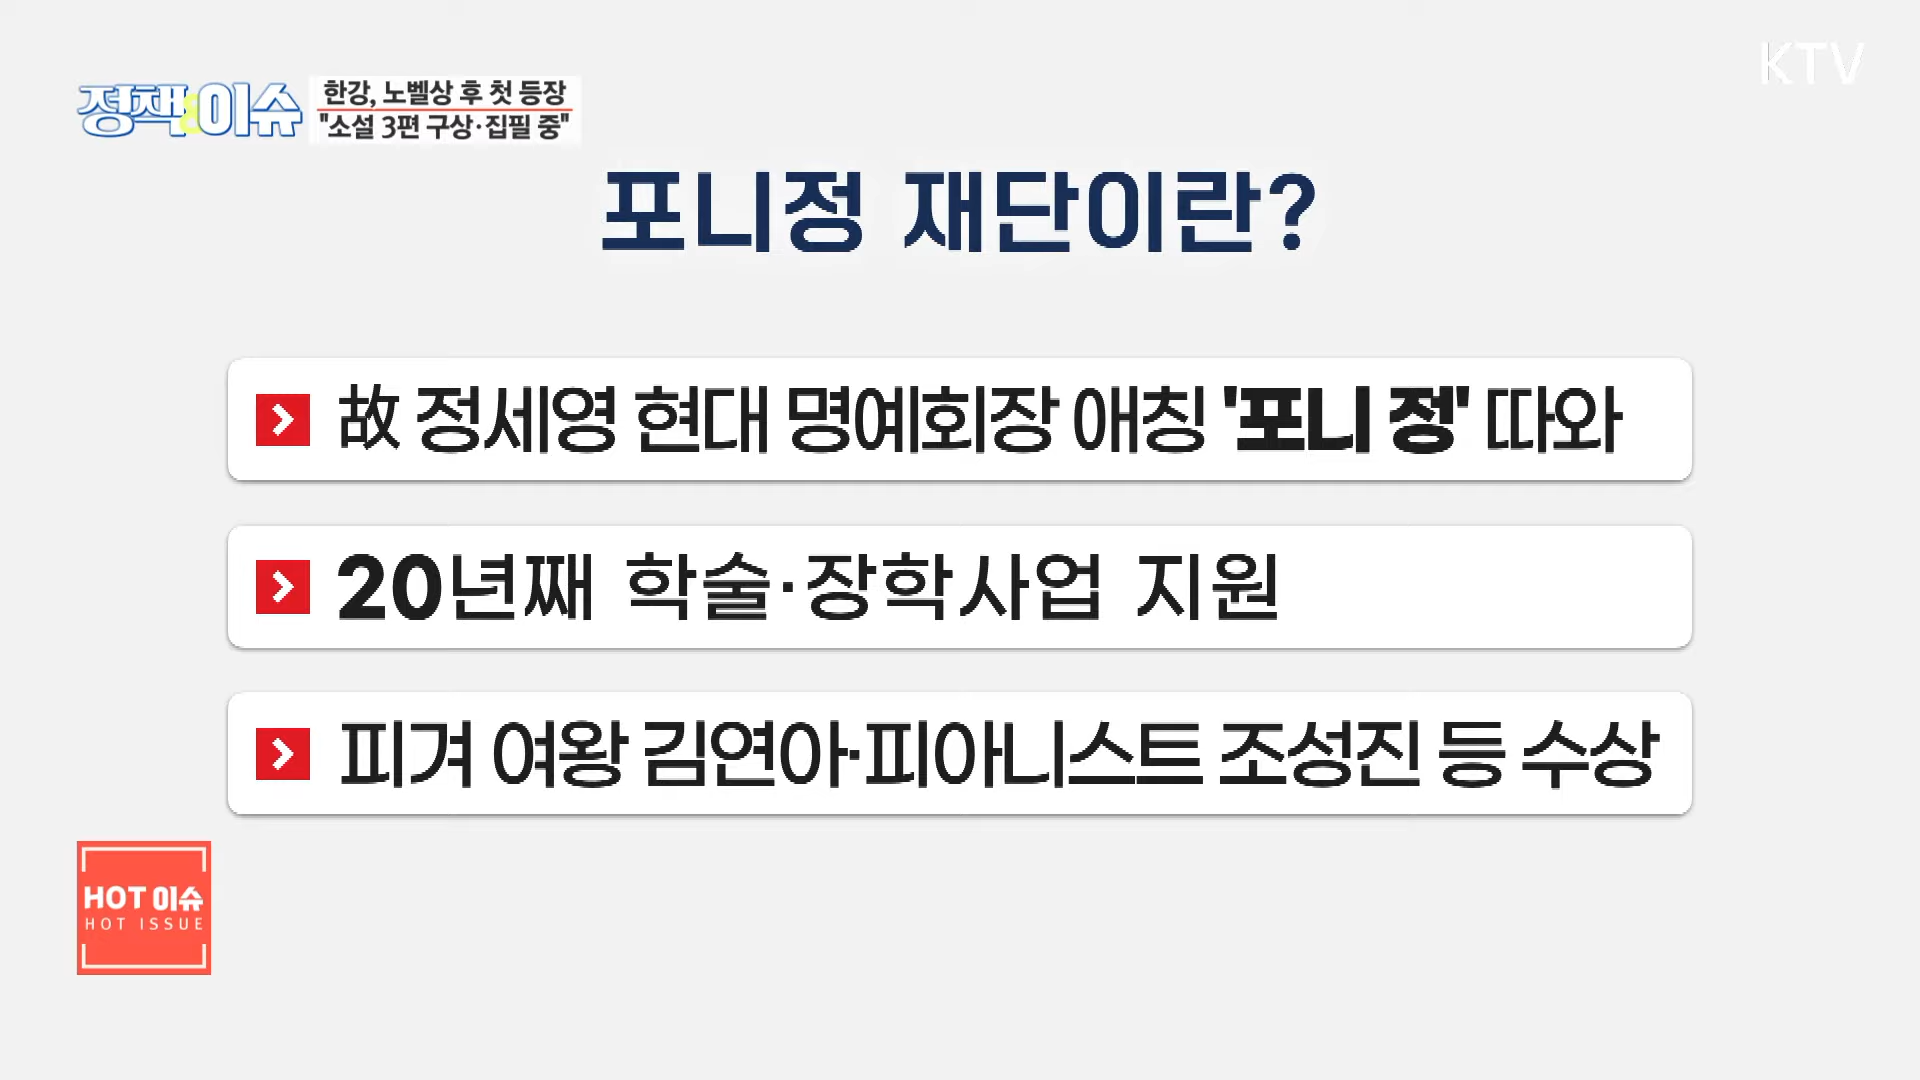 KTV
정책&이슈
한강, 노벨상 후 첫 등장
"소설 3편 구상·집필 중"
포니정 재단이란?
故 정세영 현대 명예회장 애칭 '포니 정' 따와
20년째 학술·장학사업 지원
피겨 여왕 김연아·피아니스트 조성진 등 수상
HOT 이슈
HOT ISSUE